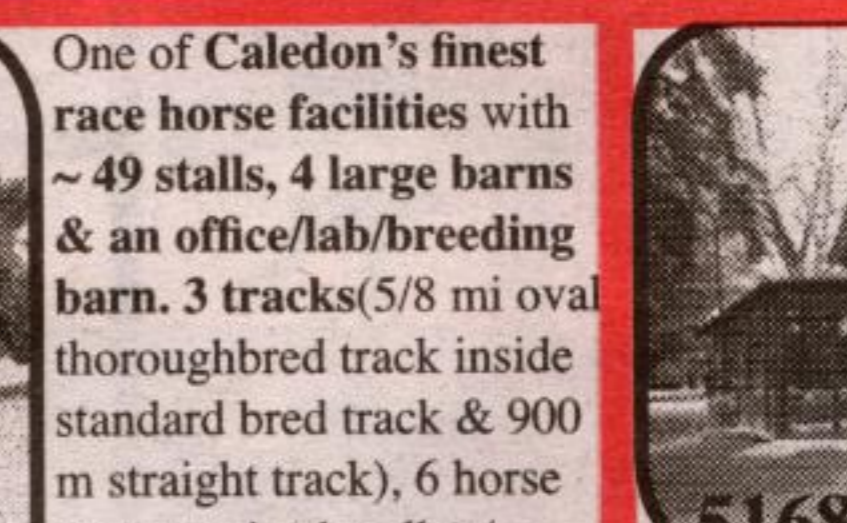 One of Caledon's finest
race horse facilities with
~ 49 stalls, 4 large barns
& an office/lab/breeding
barn. 3 tracks(5/8 mi oval
thoroughbred track inside
standard bred track & 900
m straight track), 6 horse
5168